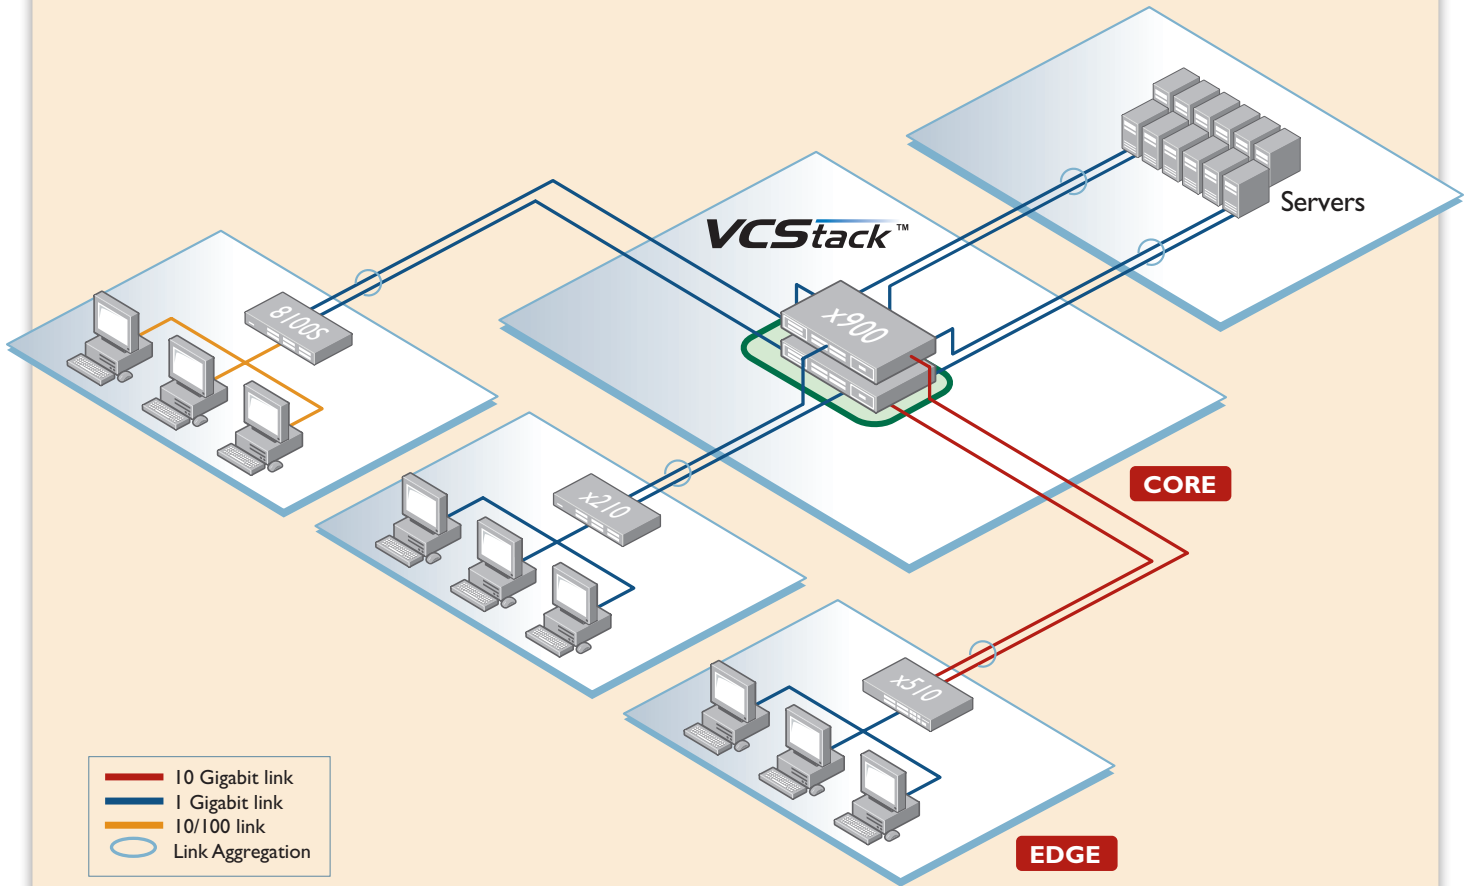 Servers
VCStack™
8100S
x900
CORE
x210
x510
10 Gigabit link
1 Gigabit link
10/100 link
Link Aggregation
EDGE